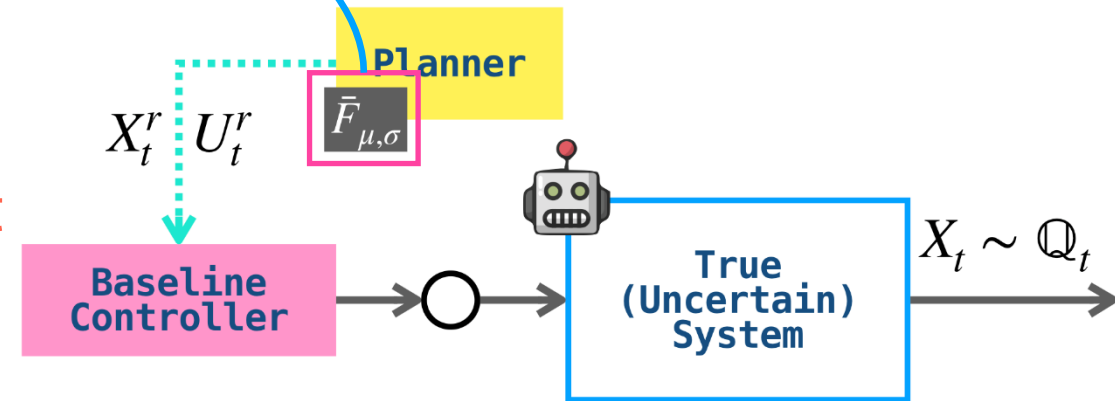 Planner
F̄_{μ,σ}
X_t^r U_t^r
Baseline
Controller
True
(Uncertain)
System
X_t ∼ ℚ_t